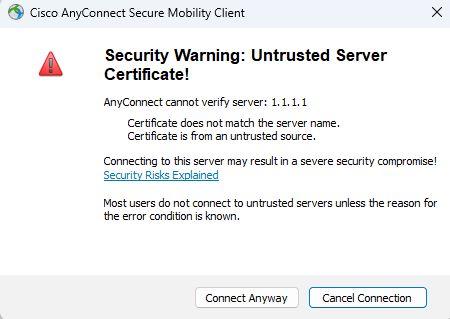 Cisco AnyConnect Secure Mobility Client
Security Warning: Untrusted Server
Certificate!
AnyConnect cannot verify server: 1.1.1.1
Certificate does not match the server name.
Certificate is from an untrusted source.
Connecting to this server may result in a severe security compromise!
Security Risks Explained
Most users do not connect to untrusted servers unless the reason for
the error condition is known.
Connect Anyway
Cancel Connection